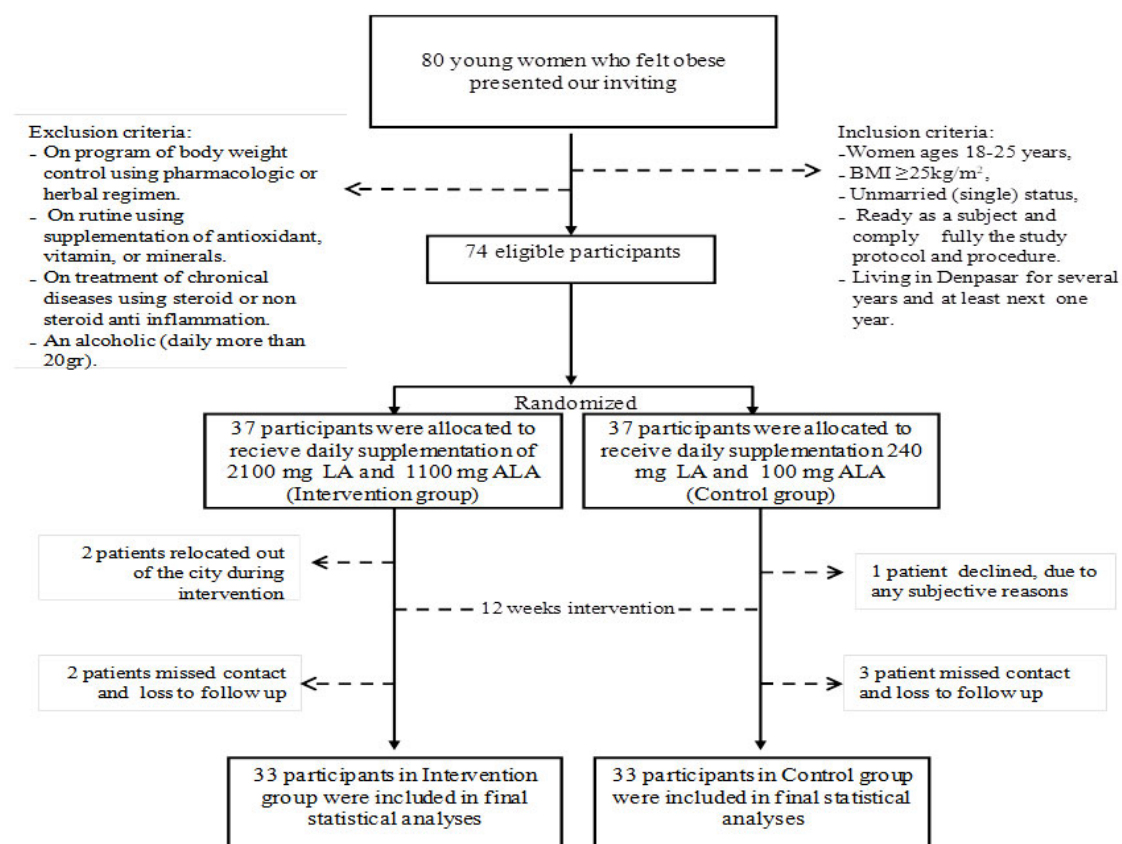 80 young women who felt obese
presented our inviting
Exclusion criteria:
- On program of body weight
control using pharmacologic or
herbal regimen.
- On rutine using
supplementation of antioxidant,
vitamin, or minerals.
- On treatment of chronical
diseases using steroid or non
steroid anti inflammation.
- An alcoholic (daily more than
20gr).
Inclusion criteria:
-Women ages 18-25 years,
- BMI ≥25kg/m²,
- Unmarried (single) status,
- Ready as a subject and
comply fully the study
protocol and procedure.
- Living in Denpasar for several
years and at least next one
year.
74 eligible participants
Randomized
37 participants were allocated to
recieve daily supplementation of
2100 mg LA and 1100 mg ALA
(Intervention group)
37 participants were allocated to
receive daily supplementation 240
mg LA and 100 mg ALA
(Control group)
2 patients relocated out
of the city during
intervention
1 patient declined, due to
any subjective reasons
12 weeks intervention
2 patients missed contact
and loss to follow up
3 patient missed contact
and loss to follow up
33 participants in Intervention
group were included in final
statistical analyses
33 participants in Control group
were included in final statistical
analyses